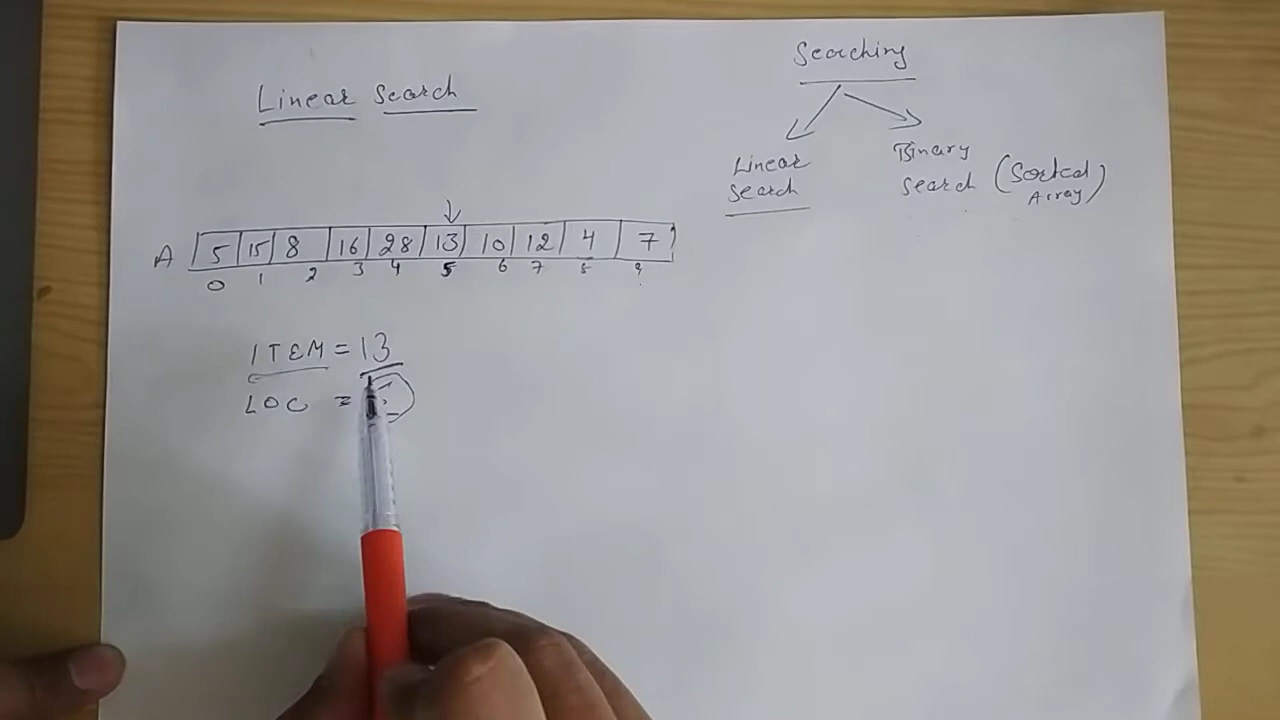 Linear Search
Searching
Linear Search
Binary Search (Sorted Array)
A 5 15 8 16 28 13 10 12 4 7
0 1 2 3 4 5 6 7 8 9
ITEM = 13
LOC =